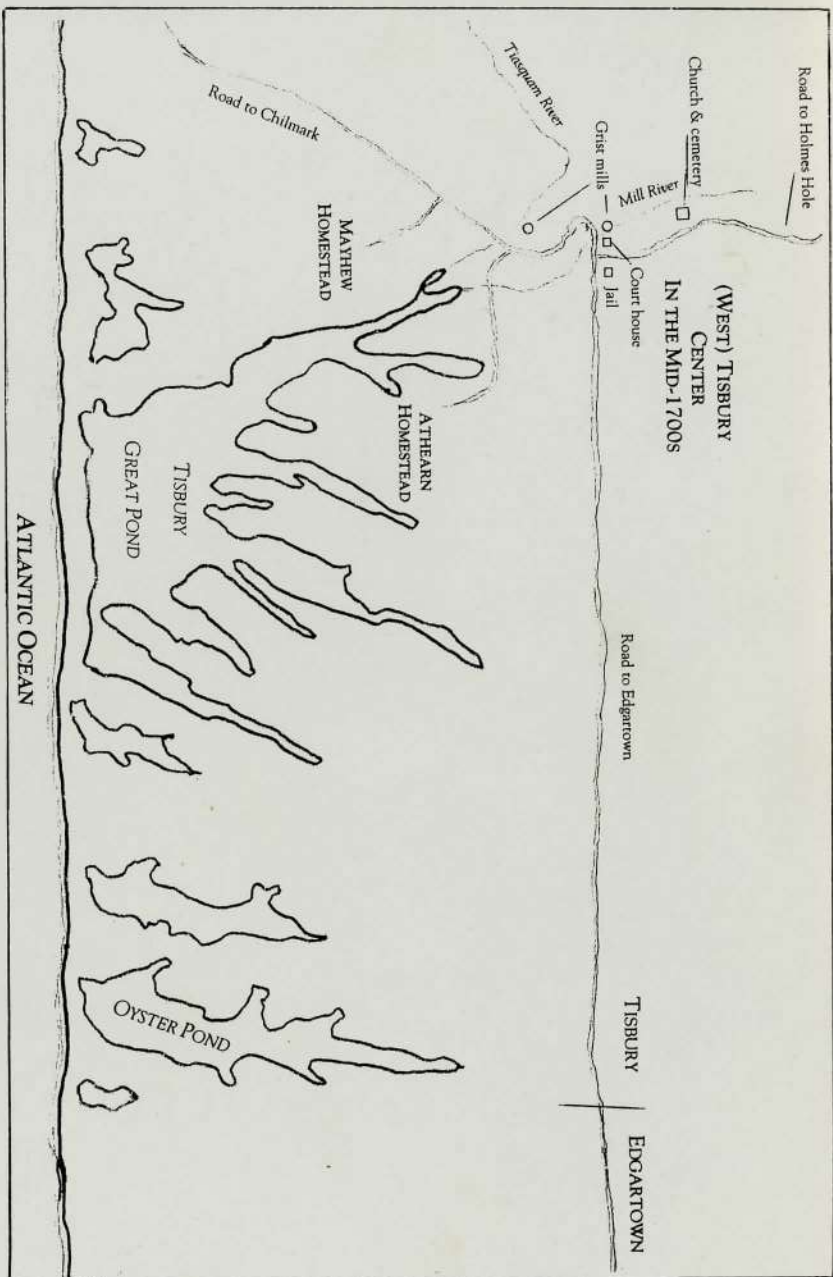 (WEST) TISBURY
CENTER
IN THE MID-1700S
Road to Holmes Hole
Church & cemetery
Mill River
Grist mills
Court house
Jail
Tiasquam River
Road to Chilmark
Road to Edgartown
TISBURY
EDGARTOWN
MAYHEW
HOMESTEAD
ATHEARN
HOMESTEAD
TISBURY
GREAT POND
OYSTER POND
ATLANTIC OCEAN